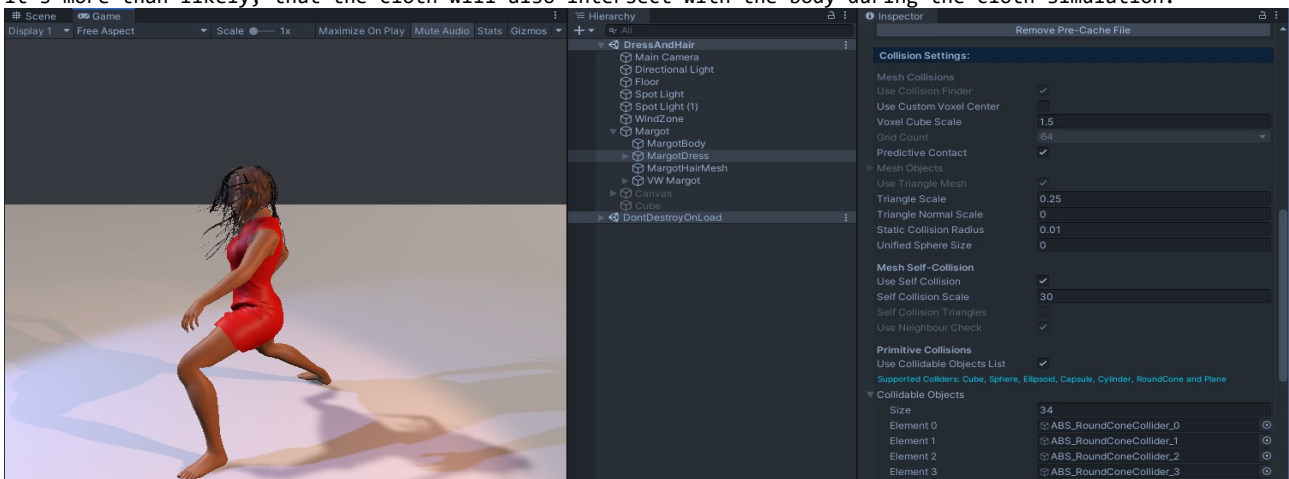 it's more than likely, that the cloth will also intersect with the body during the cloth simulation.
Scene Game
Display 1 Free Aspect Scale 1x Maximize On Play Mute Audio Stats Gizmos
Hierarchy
All
DressAndHair
Main Camera
Directional Light
Floor
Spot Light
Spot Light (1)
WindZone
Margot
MargotBody
MargotDress
MargotHairMesh
VW Margot
Canvas
Cube
DontDestroyOnLoad
Inspector
Remove Pre-Cache File
Collision Settings:
Mesh Collisions
Use Collision Finder
Use Custom Voxel Center
Voxel Cube Scale 1.5
Grid Count 64
Predictive Contact
Mesh Objects
Use Triangle Mesh
Triangle Scale 0.25
Triangle Normal Scale 0
Static Collision Radius 0.01
Unified Sphere Size 0
Mesh Self-Collision
Use Self Collision
Self Collision Scale 30
Self Collision Triangles
Use Neighbour Check
Primitive Collisions
Use Collidable Objects List
Supported Colliders: Cube, Sphere, Ellipsoid, Capsule, Cylinder, RoundCone and Plane
Collidable Objects
Size 34
Element 0 ABS_RoundConeCollider_0
Element 1 ABS_RoundConeCollider_1
Element 2 ABS_RoundConeCollider_2
Element 3 ABS_RoundConeCollider_3